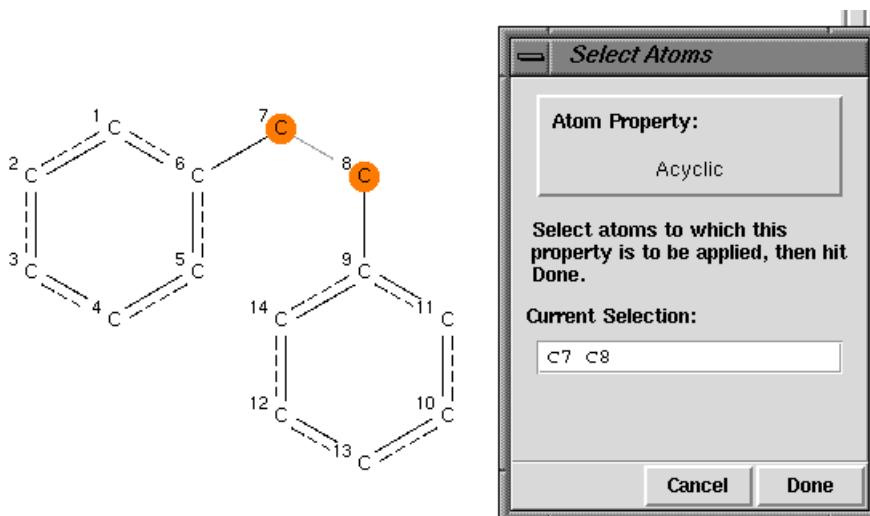 Select Atoms
Atom Property:
Acyclic
Select atoms to which this
property is to be applied, then hit
Done.
Current Selection:
C7 C8
Cancel Done
1 C
2 C
3 C
4 C
5 C
6 C
7 C
8 C
9 C
14 C
11 C
12 C
10 C
13 C